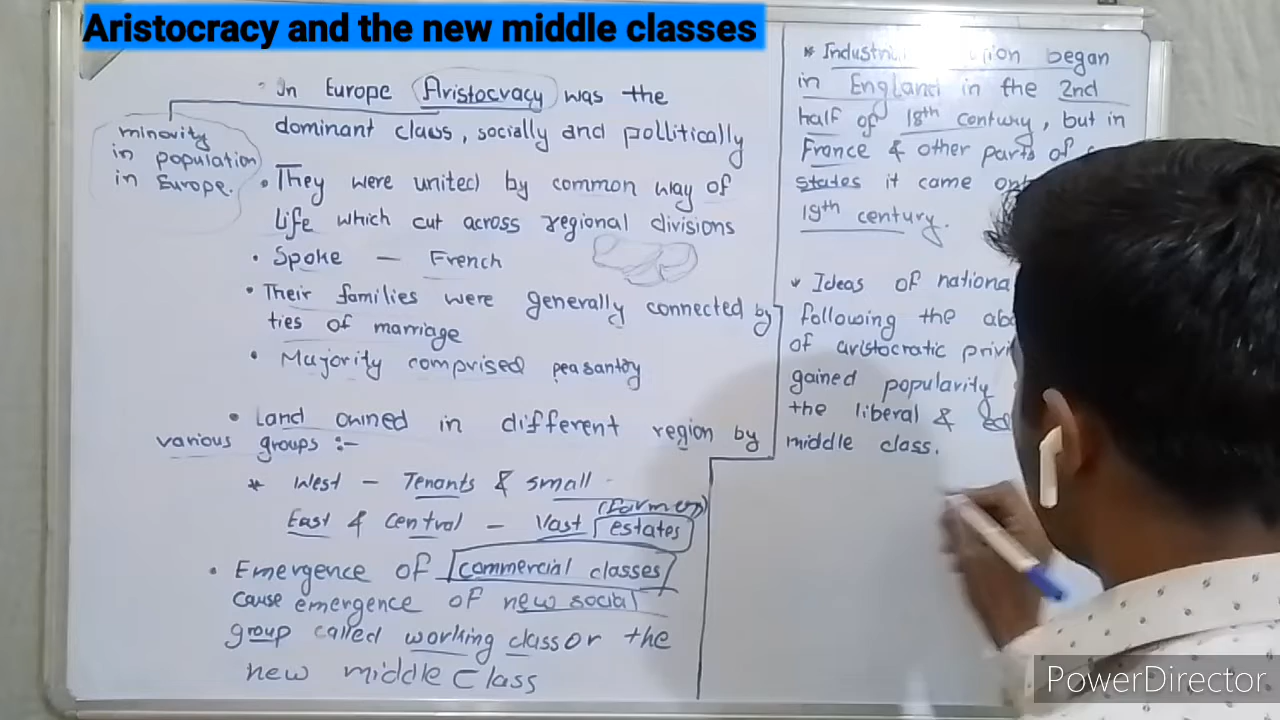 Aristocracy and the new middle classes
· In Europe Aristocracy was the
dominant class, socially and pollitically
minority
in population
in Europe.
• They were united by common way of
life which cut across regional divisions
• Spoke — French
• Their families were generally connected by
ties of marriage
• Majority comprised peasantry
• Land owned in different region by
various groups :-
* West — Tenants & small
(farmers)
East & central — Vast estates
• Emergence of commercial classes
cause emergence of new social
group called working class or the
new middle class
* began
in England in the 2nd
half of 18th century, but in
France & other parts of
states it came
19th century.
* Ideas of
following the
of aristocratic
gained popularity
the liberal &
middle class.
PowerDirector